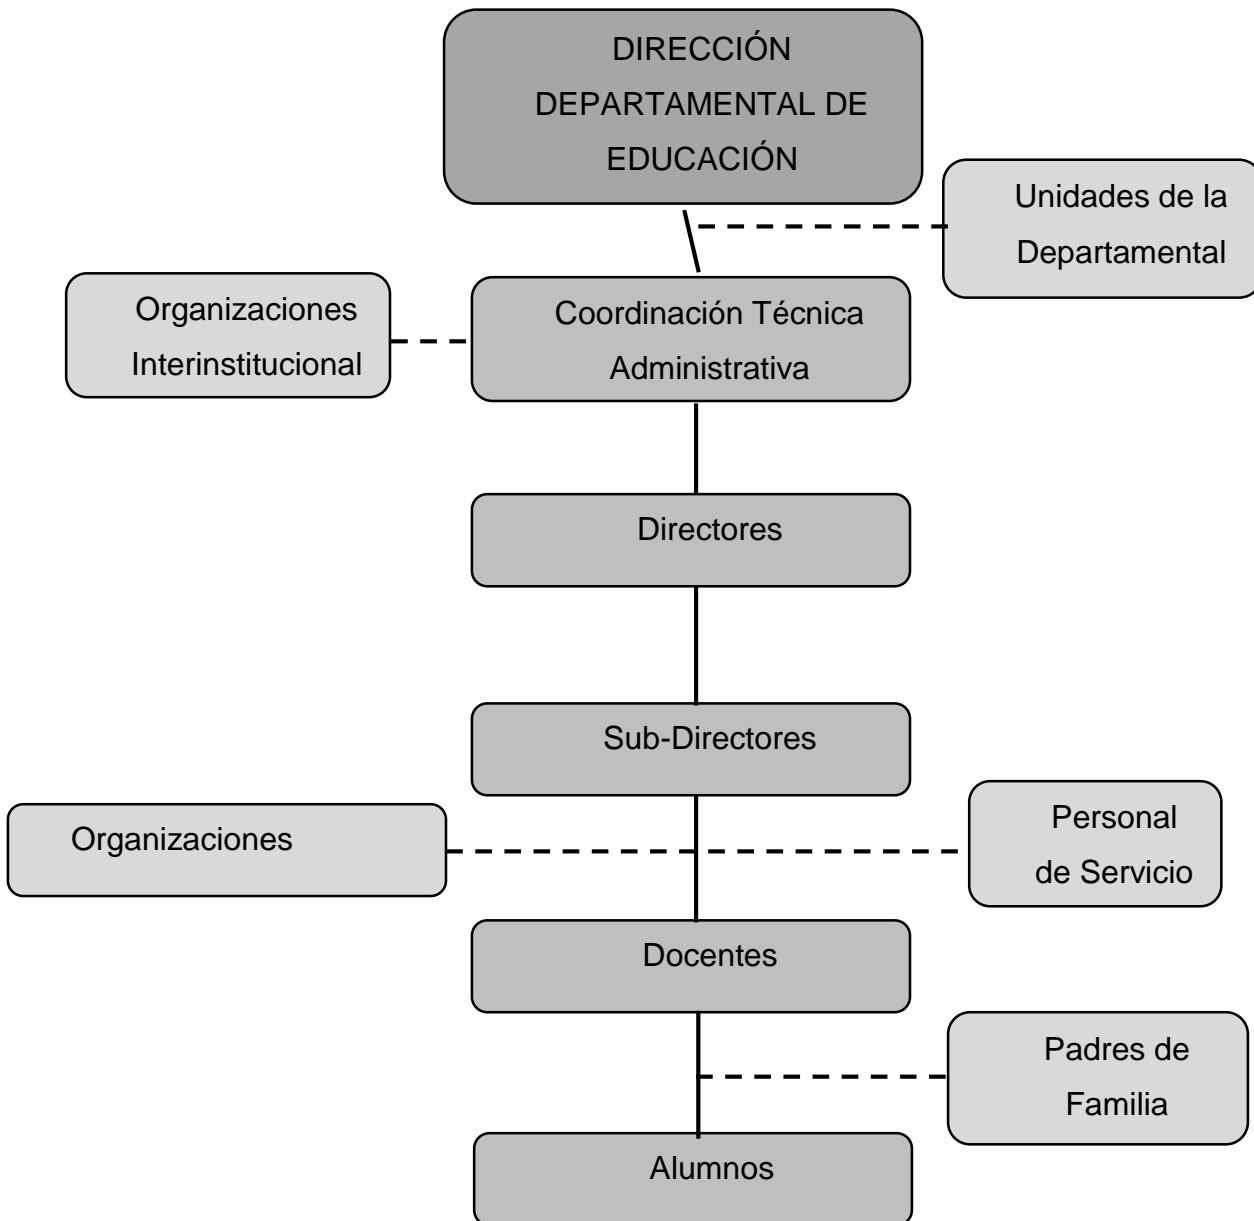 DIRECCIÓN
DEPARTAMENTAL DE
EDUCACIÓN
Unidades de la
Departamental
Organizaciones
Interinstitucional
Coordinación Técnica
Administrativa
Directores
Sub-Directores
Organizaciones
Personal
de Servicio
Docentes
Padres de
Familia
Alumnos